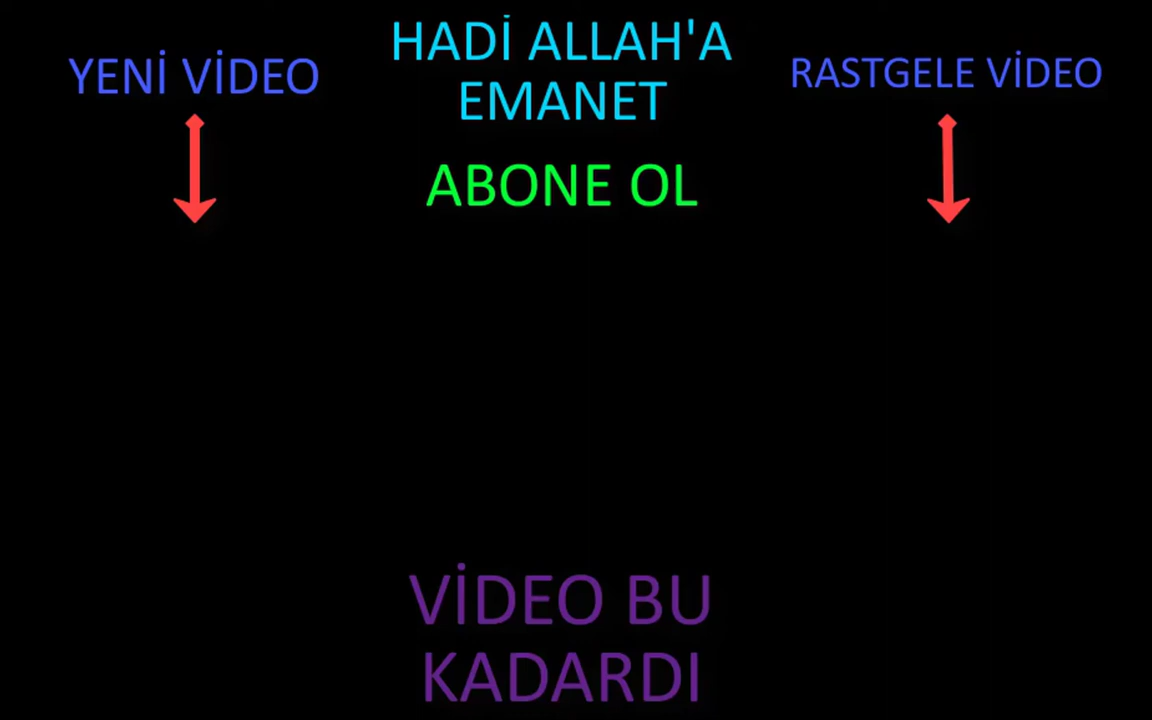 HADİ ALLAH'A
EMANET
YENİ VİDEO
RASTGELE VİDEO
ABONE OL
VİDEO BU
KADARDI